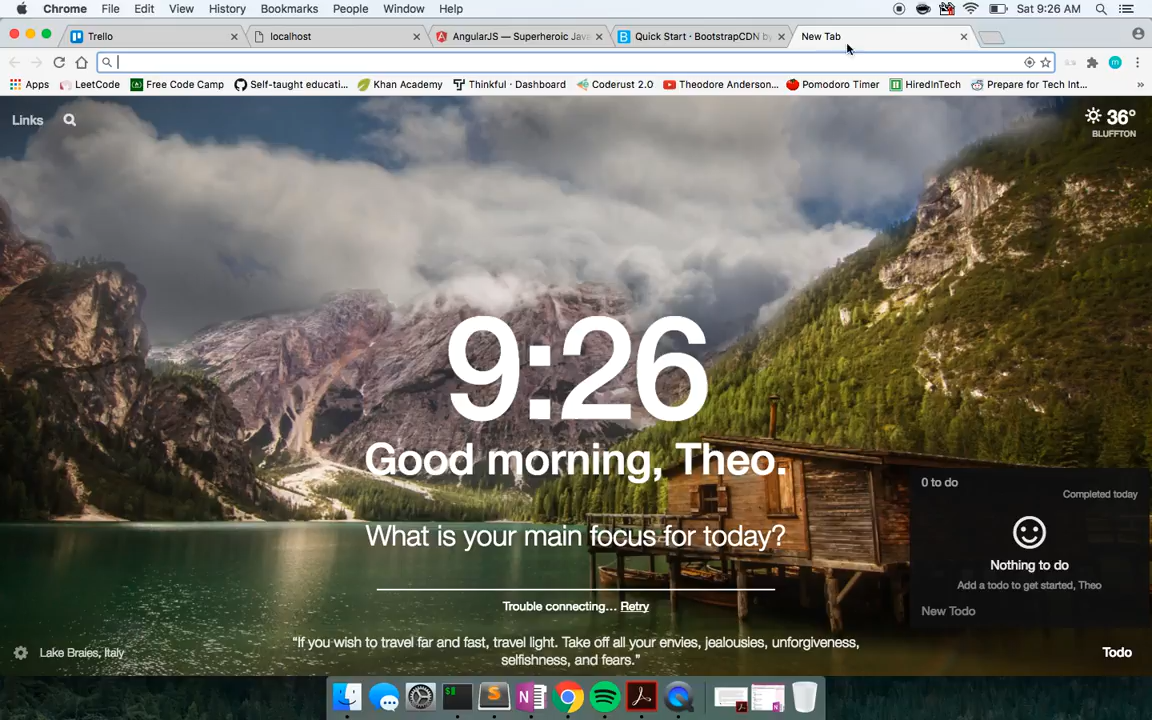 Chrome File Edit View History Bookmarks People Window Help Sat 9:26 AM
Trello localhost AngularJS — Superheroic Jav Quick Start · BootstrapCDN by New Tab
Apps LeetCode Free Code Camp Self-taught educati... Khan Academy Thinkful · Dashboard Coderust 2.0 Theodore Anderson... Pomodoro Timer HiredInTech Prepare for Tech Int... »
Links 36°
BLUFFTON
9:26
Good morning, Theo.
What is your main focus for today?
0 to do
Completed today
Nothing to do
Add a todo to get started, Theo
New Todo
Trouble connecting... Retry
“If you wish to travel far and fast, travel light. Take off all your envies, jealousies, unforgiveness,
selfishness, and fears.”
Lake Braies, Italy Todo